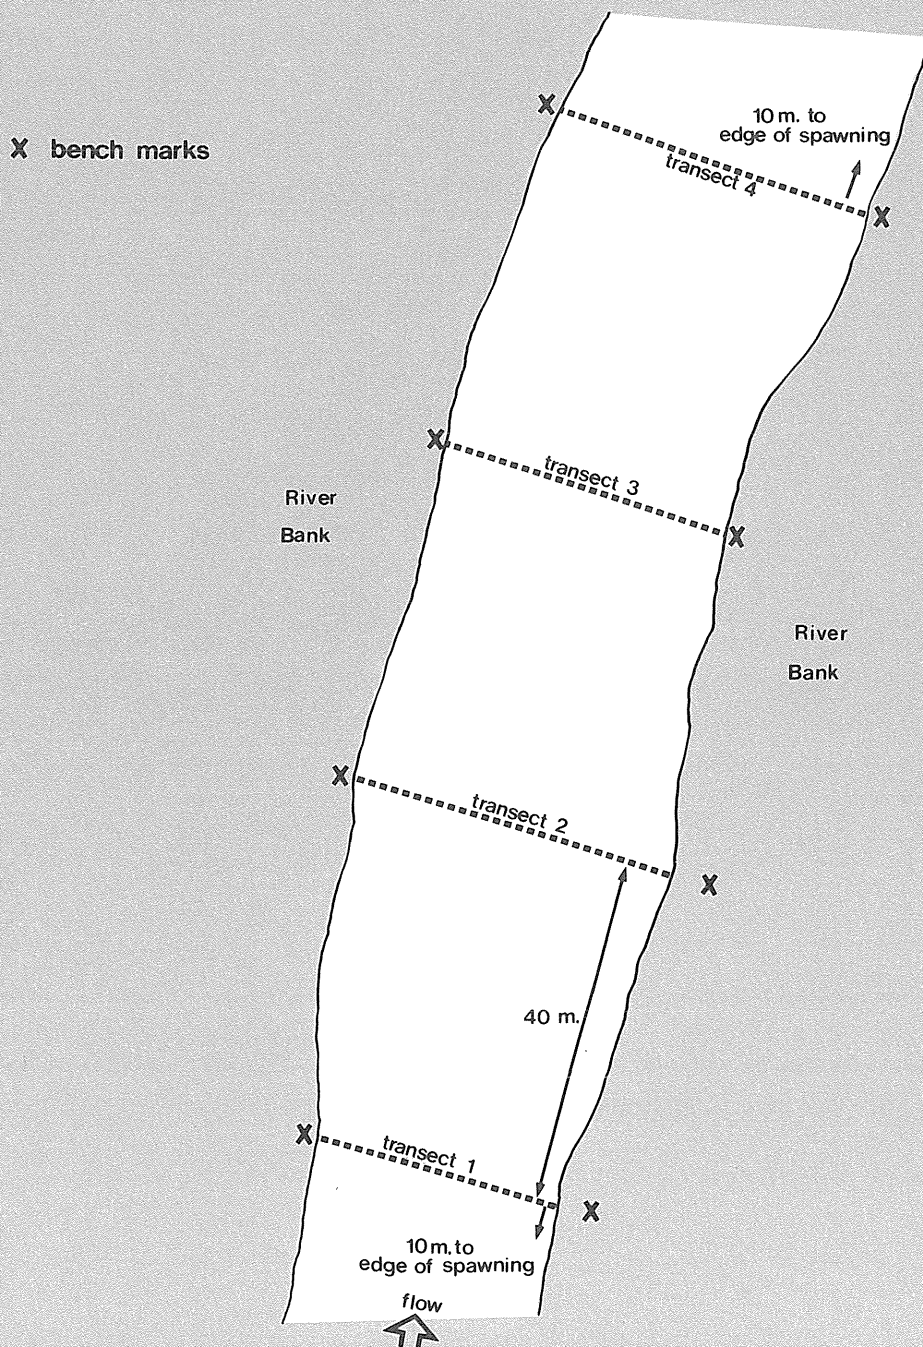 10 m. to
edge of spawning
X bench marks
transect 4
transect 3
River
Bank
River
Bank
transect 2
40 m.
transect 1
10 m. to
edge of spawning
flow